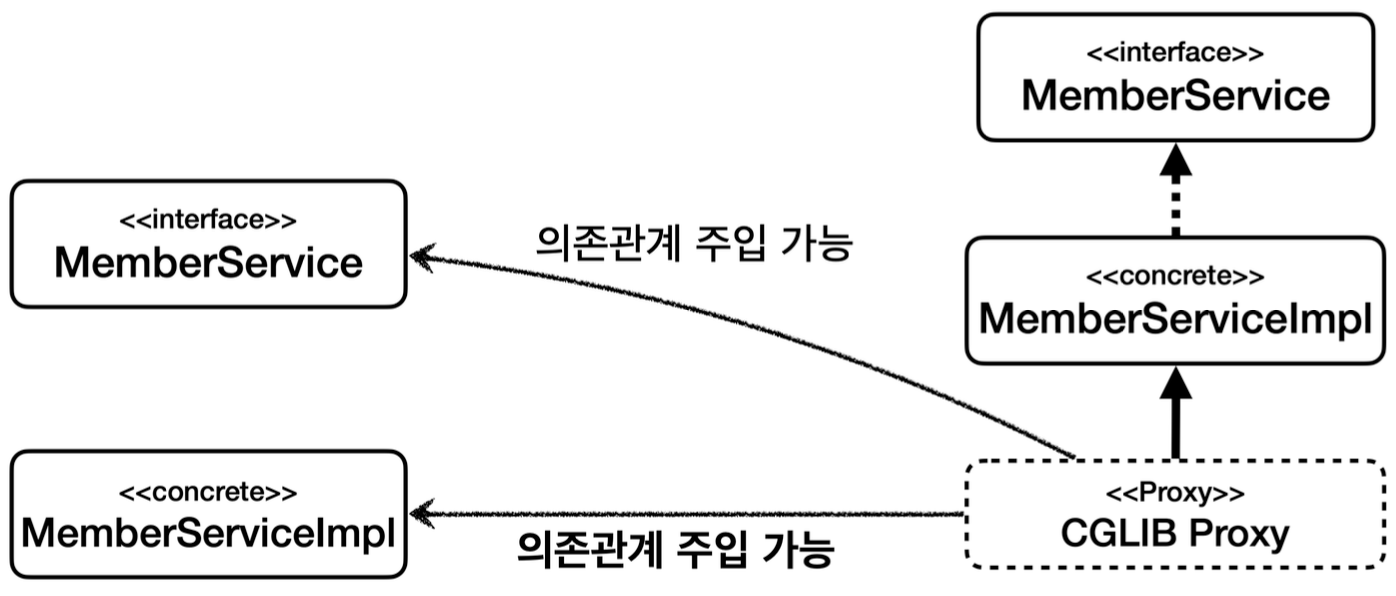 <<interface>>
MemberService
<<interface>>
MemberService
의존관계 주입 가능
<<concrete>>
MemberServiceImpl
<<concrete>>
MemberServiceImpl
의존관계 주입 가능
<<Proxy>>
CGLIB Proxy